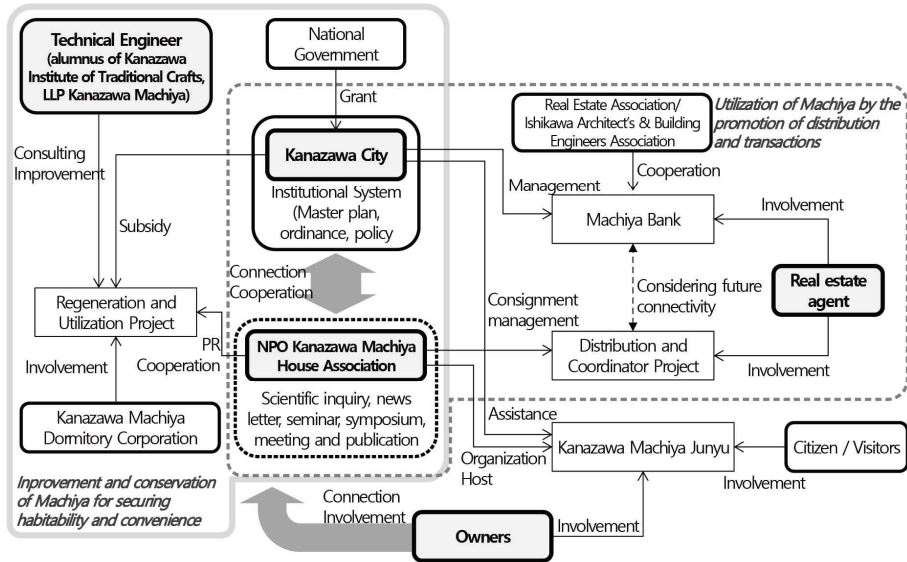 Technical Engineer
(alumnus of Kanazawa
Institute of Traditional Crafts,
LLP Kanazawa Machiya)
National
Government
Grant
Real Estate Association/
Ishikawa Architect's & Building
Engineers Association
Utilization of Machiya by the
promotion of distribution
and transactions
Consulting
Improvement
Kanazawa City
Institutional System
(Master plan,
ordinance, policy
Subsidy
Management
Cooperation
Machiya Bank
Involvement
Connection
Cooperation
Considering future
connectivity
Real estate
agent
Regeneration and
Utilization Project
PR
Cooperation
Consignment
management
NPO Kanazawa Machiya
House Association
Scientific inquiry, news
letter, seminar, symposium,
meeting and publication
Distribution and
Coordinator Project
Involvement
Involvement
Kanazawa Machiya
Dormitory Corporation
Assistance
Organization
Host
Kanazawa Machiya Junyu
Citizen / Visitors
Involvement
Inprovement and conservation
of Machiya for securing
habitability and convenience
Connection
Involvement
Owners
Involvement